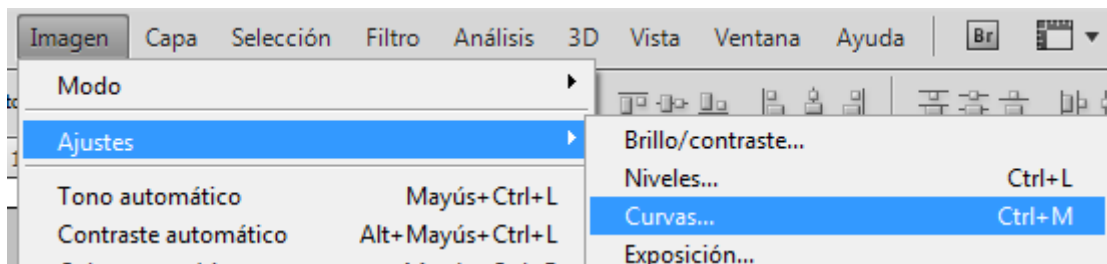 Imagen Capa Selección Filtro Análisis 3D Vista Ventana Ayuda Br
Modo
Ajustes
Tono automático Mayús+Ctrl+L
Contraste automático Alt+Mayús+Ctrl+L
Brillo/contraste...
Niveles... Ctrl+L
Curvas... Ctrl+M
Exposición...